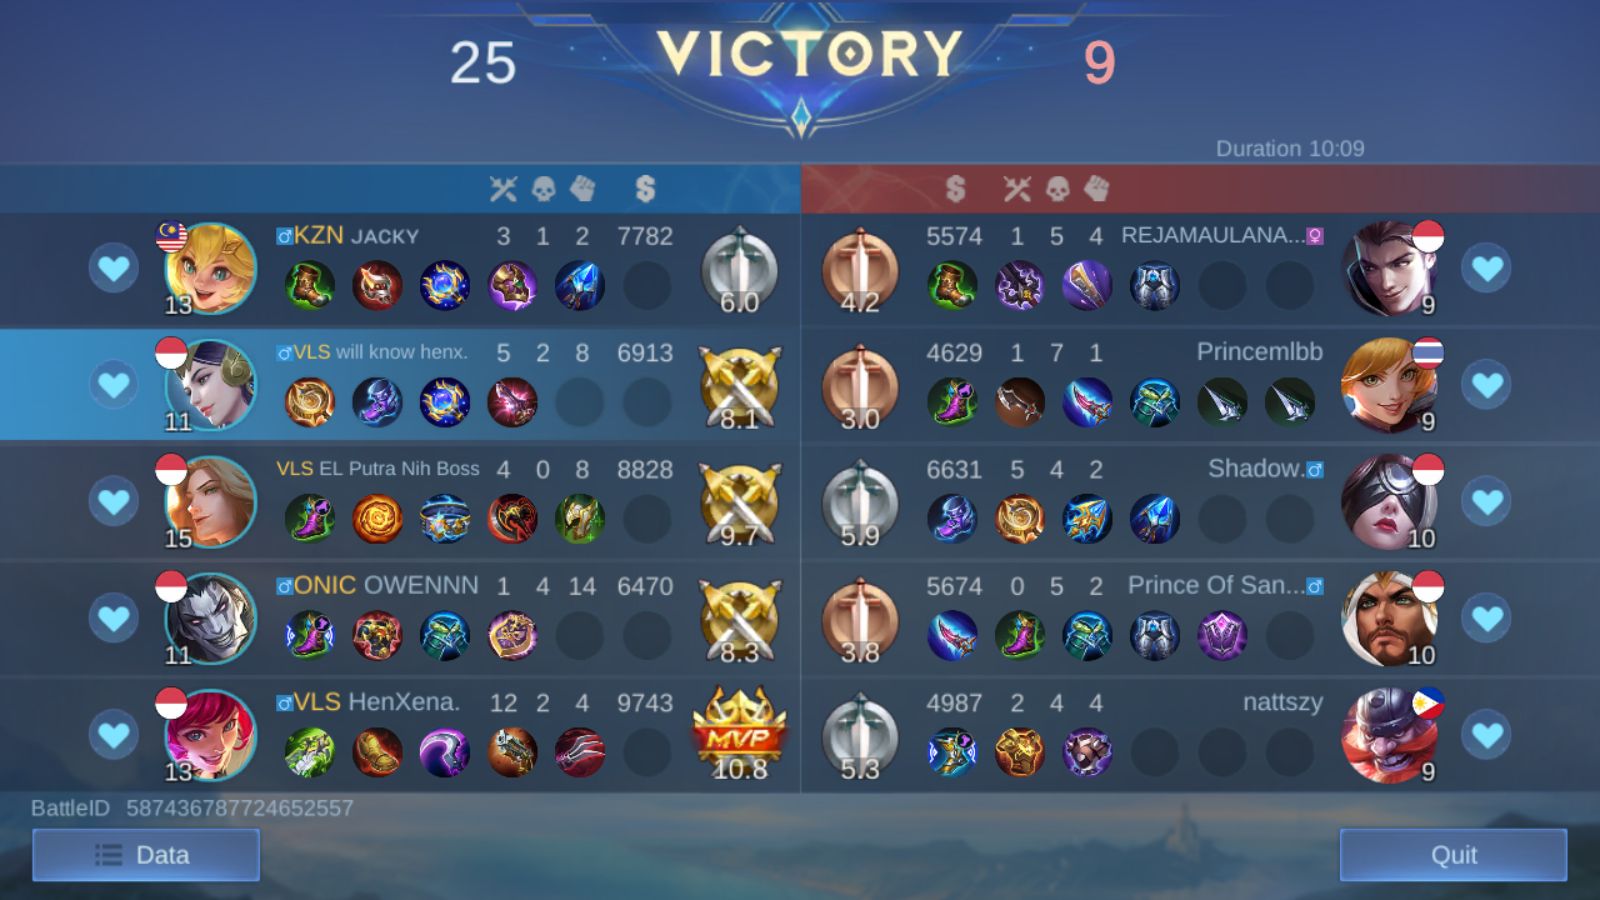 25 VICTORY 9
Duration 10:09
KZN JACKY 3 1 2 7782
13 6.0
5574 1 5 4 REJAMAULANA...
4.2 9
VLS will know henx. 5 2 8 6913
11 8.1
4629 1 7 1 Princemlbb
3.0 9
VLS EL Putra Nih Boss 4 0 8 8828
15 9.7
6631 5 4 2 Shadow.
5.9 10
ONIC OWENNN 1 4 14 6470
11 8.3
5674 0 5 2 Prince Of San...
3.8 10
VLS HenXena. 12 2 4 9743
MVP
13 10.8
4987 2 4 4 nattszy
5.3 9
BattleID 587436787724652557
Data
Quit